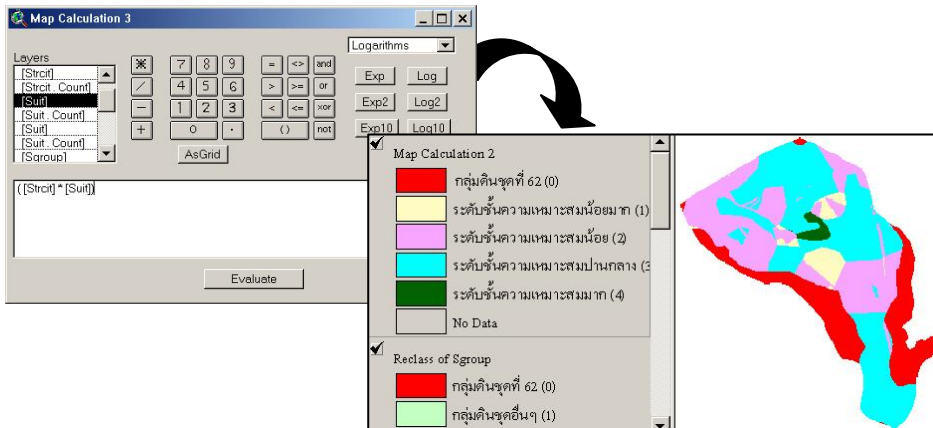 Map Calculation 3
Layers
[Strcit]
[Strcit . Count]
[Suit]
[Suit . Count]
[Suit]
[Suit . Count]
[Sgroup]
7 8 9
4 5 6
1 2 3
0 .
= <> and
> >= or
< <= xor
( ) not
AsGrid
Logarithms
Exp Log
Exp2 Log2
Exp10 Log10
( [Strcit] * [Suit])
Evaluate
Map Calculation 2
กลุ่มดินชุดที่ 62 (0)
ระดับชั้นความเหมาะสมน้อยมาก (1)
ระดับชั้นความเหมาะสมน้อย (2)
ระดับชั้นความเหมาะสมปานกลาง (3
ระดับชั้นความเหมาะสมมาก (4)
No Data
Reclass of Sgroup
กลุ่มดินชุดที่ 62 (0)
กลุ่มดินชุดอื่นๆ (1)